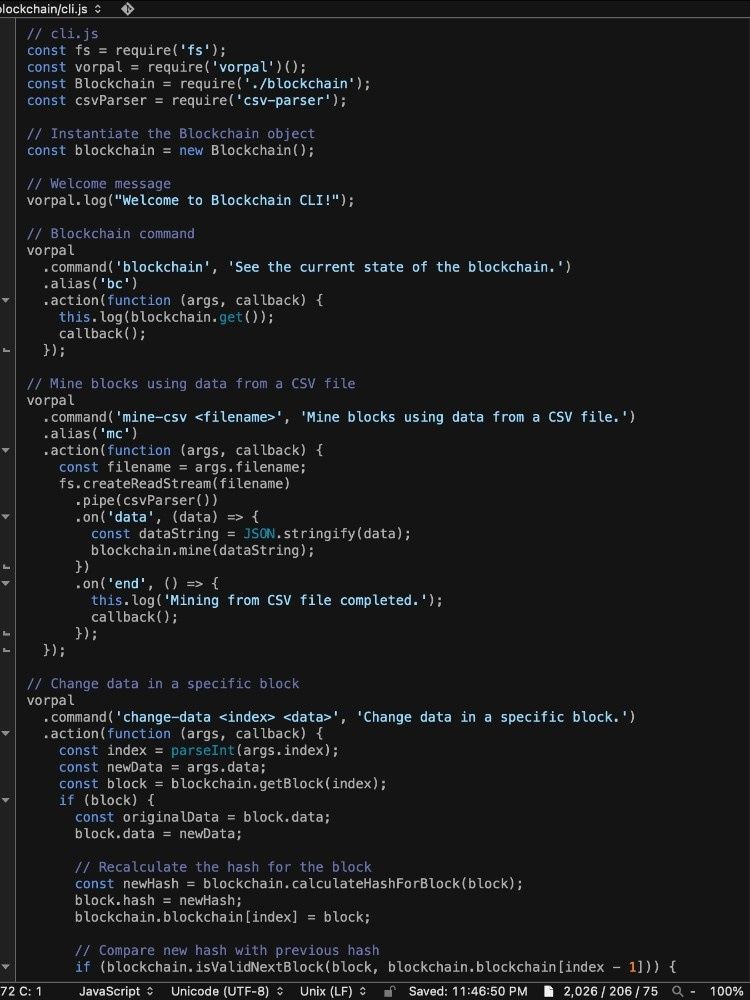 blockchain/cli.js
// cli.js
const fs = require('fs');
const vorpal = require('vorpal')();
const Blockchain = require('./blockchain');
const csvParser = require('csv-parser');
// Instantiate the Blockchain object
const blockchain = new Blockchain();
// Welcome message
vorpal.log("Welcome to Blockchain CLI!");
// Blockchain command
vorpal
.command('blockchain', 'See the current state of the blockchain.')
.alias('bc')
.action(function (args, callback) {
this.log(blockchain.get());
callback();
});
// Mine blocks using data from a CSV file
vorpal
.command('mine-csv <filename>', 'Mine blocks using data from a CSV file.')
.alias('mc')
.action(function (args, callback) {
const filename = args.filename;
fs.createReadStream(filename)
.pipe(csvParser())
.on('data', (data) => {
const dataString = JSON.stringify(data);
blockchain.mine(dataString);
})
.on('end', () => {
this.log('Mining from CSV file completed.');
callback();
});
});
// Change data in a specific block
vorpal
.command('change-data <index> <data>', 'Change data in a specific block.')
.action(function (args, callback) {
const index = parseInt(args.index);
const newData = args.data;
const block = blockchain.getBlock(index);
if (block) {
const originalData = block.data;
block.data = newData;
// Recalculate the hash for the block
const newHash = blockchain.calculateHashForBlock(block);
block.hash = newHash;
blockchain.blockchain[index] = block;
// Compare new hash with previous hash
if (blockchain.isValidNextBlock(block, blockchain.blockchain[index - 1])) {
72 C: 1 JavaScript Unicode (UTF-8) Unix (LF) Saved: 11:46:50 PM 2,026 / 206 / 75 - 100%